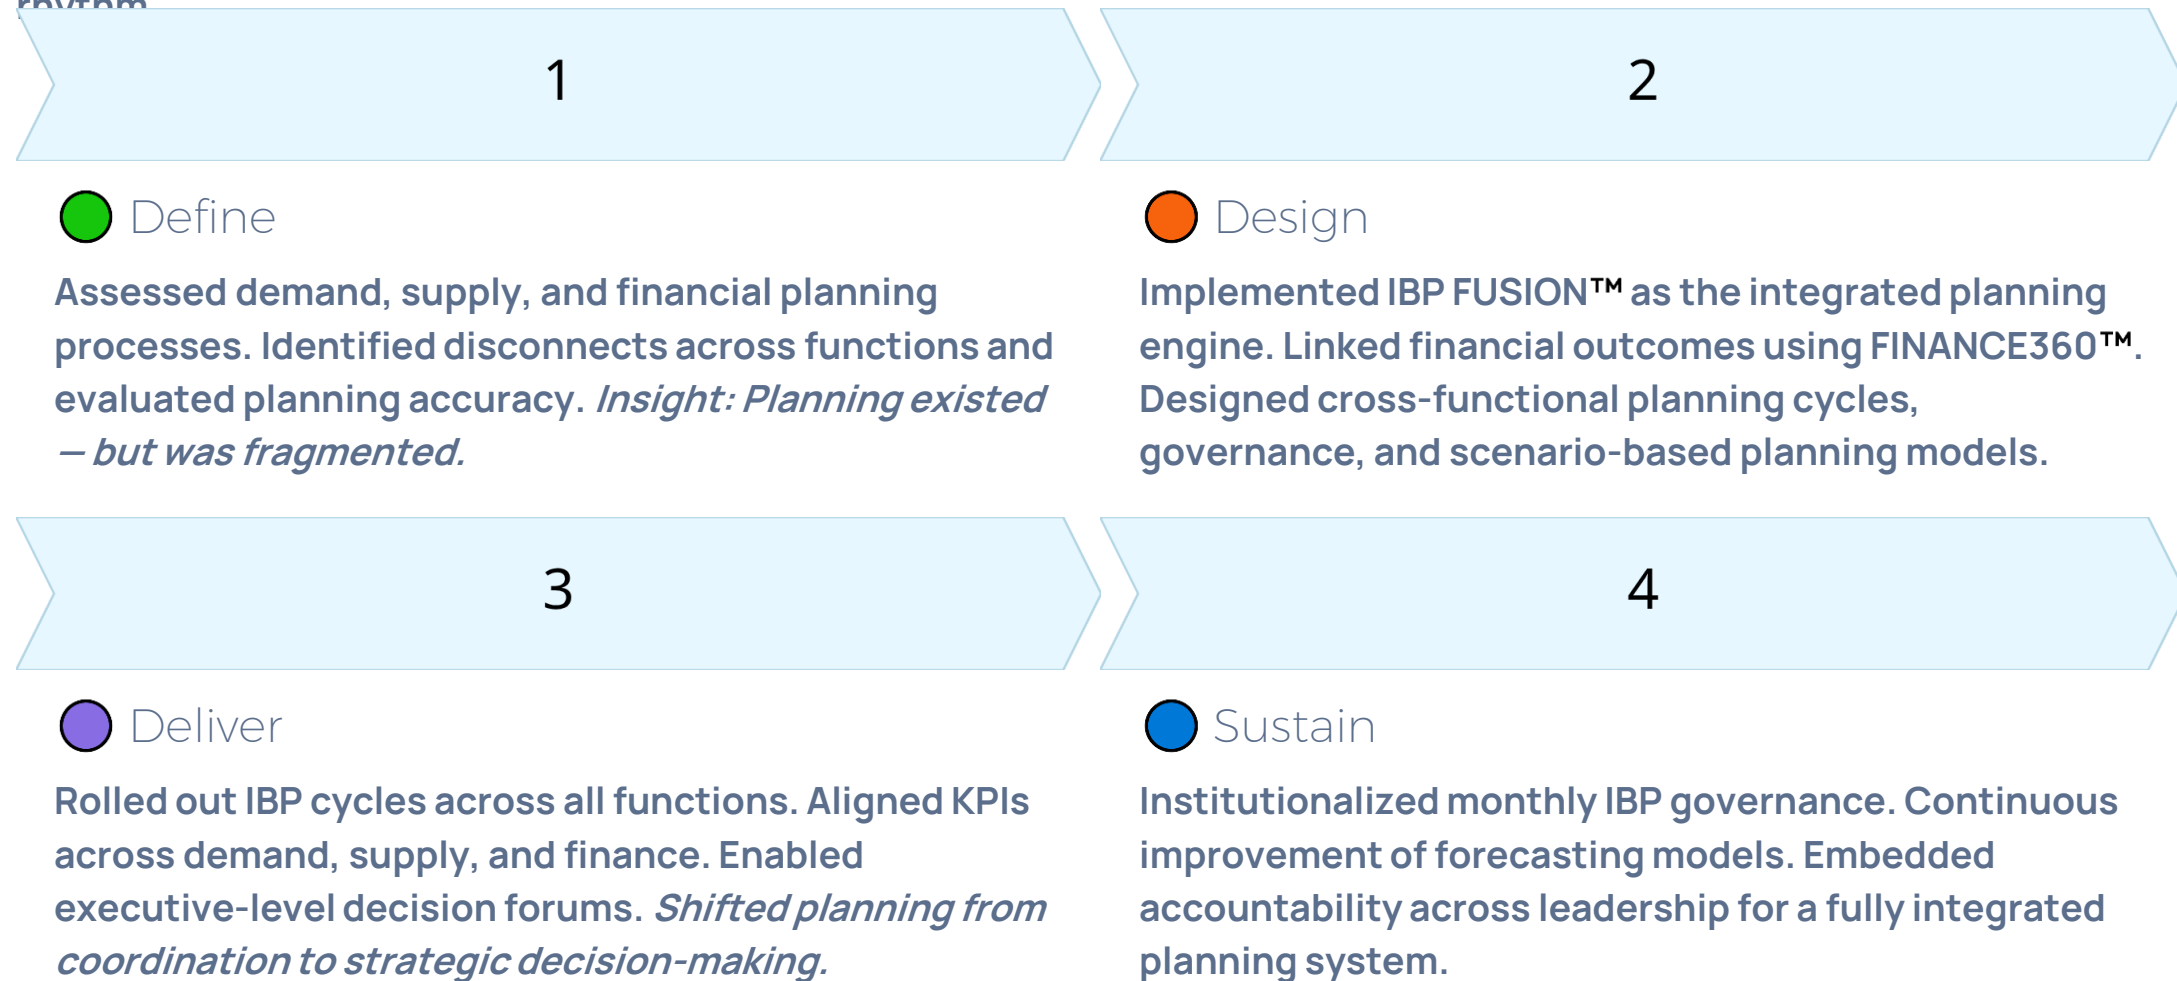 rhythm
1
2
Define
Assessed demand, supply, and financial planning
processes. Identified disconnects across functions and
evaluated planning accuracy. Insight: Planning existed
– but was fragmented.
Design
Implemented IBP FUSION™ as the integrated planning
engine. Linked financial outcomes using FINANCE360™.
Designed cross-functional planning cycles,
governance, and scenario-based planning models.
3
4
Deliver
Rolled out IBP cycles across all functions. Aligned KPIs
across demand, supply, and finance. Enabled
executive-level decision forums. Shifted planning from
coordination to strategic decision-making.
Sustain
Institutionalized monthly IBP governance. Continuous
improvement of forecasting models. Embedded
accountability across leadership for a fully integrated
planning system.